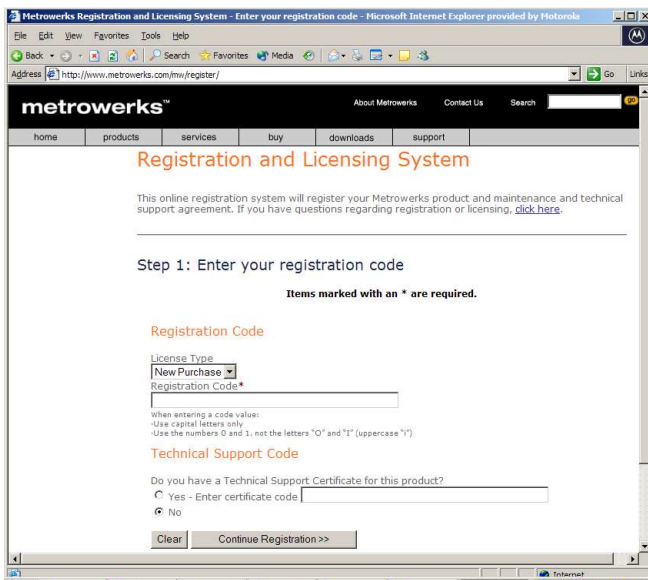 Metrowerks Registration and Licensing System - Enter your registration code - Microsoft Internet Explorer provided by Motorola
File Edit View Favorites Tools Help
Back Search Favorites Media
Address http://www.metrowerks.com/mw/register/ Go Links
metrowerks™ About Metrowerks Contact Us Search GO
home products services buy downloads support
Registration and Licensing System
This online registration system will register your Metrowerks product and maintenance and technical
support agreement. If you have questions regarding registration or licensing, click here.
Step 1: Enter your registration code
Items marked with an * are required.
Registration Code
License Type
New Purchase
Registration Code*
When entering a code value:
-Use capital letters only
-Use the numbers 0 and 1, not the letters "O" and "I" (uppercase "i")
Technical Support Code
Do you have a Technical Support Certificate for this product?
Yes - Enter certificate code
No
Clear Continue Registration >>
Internet